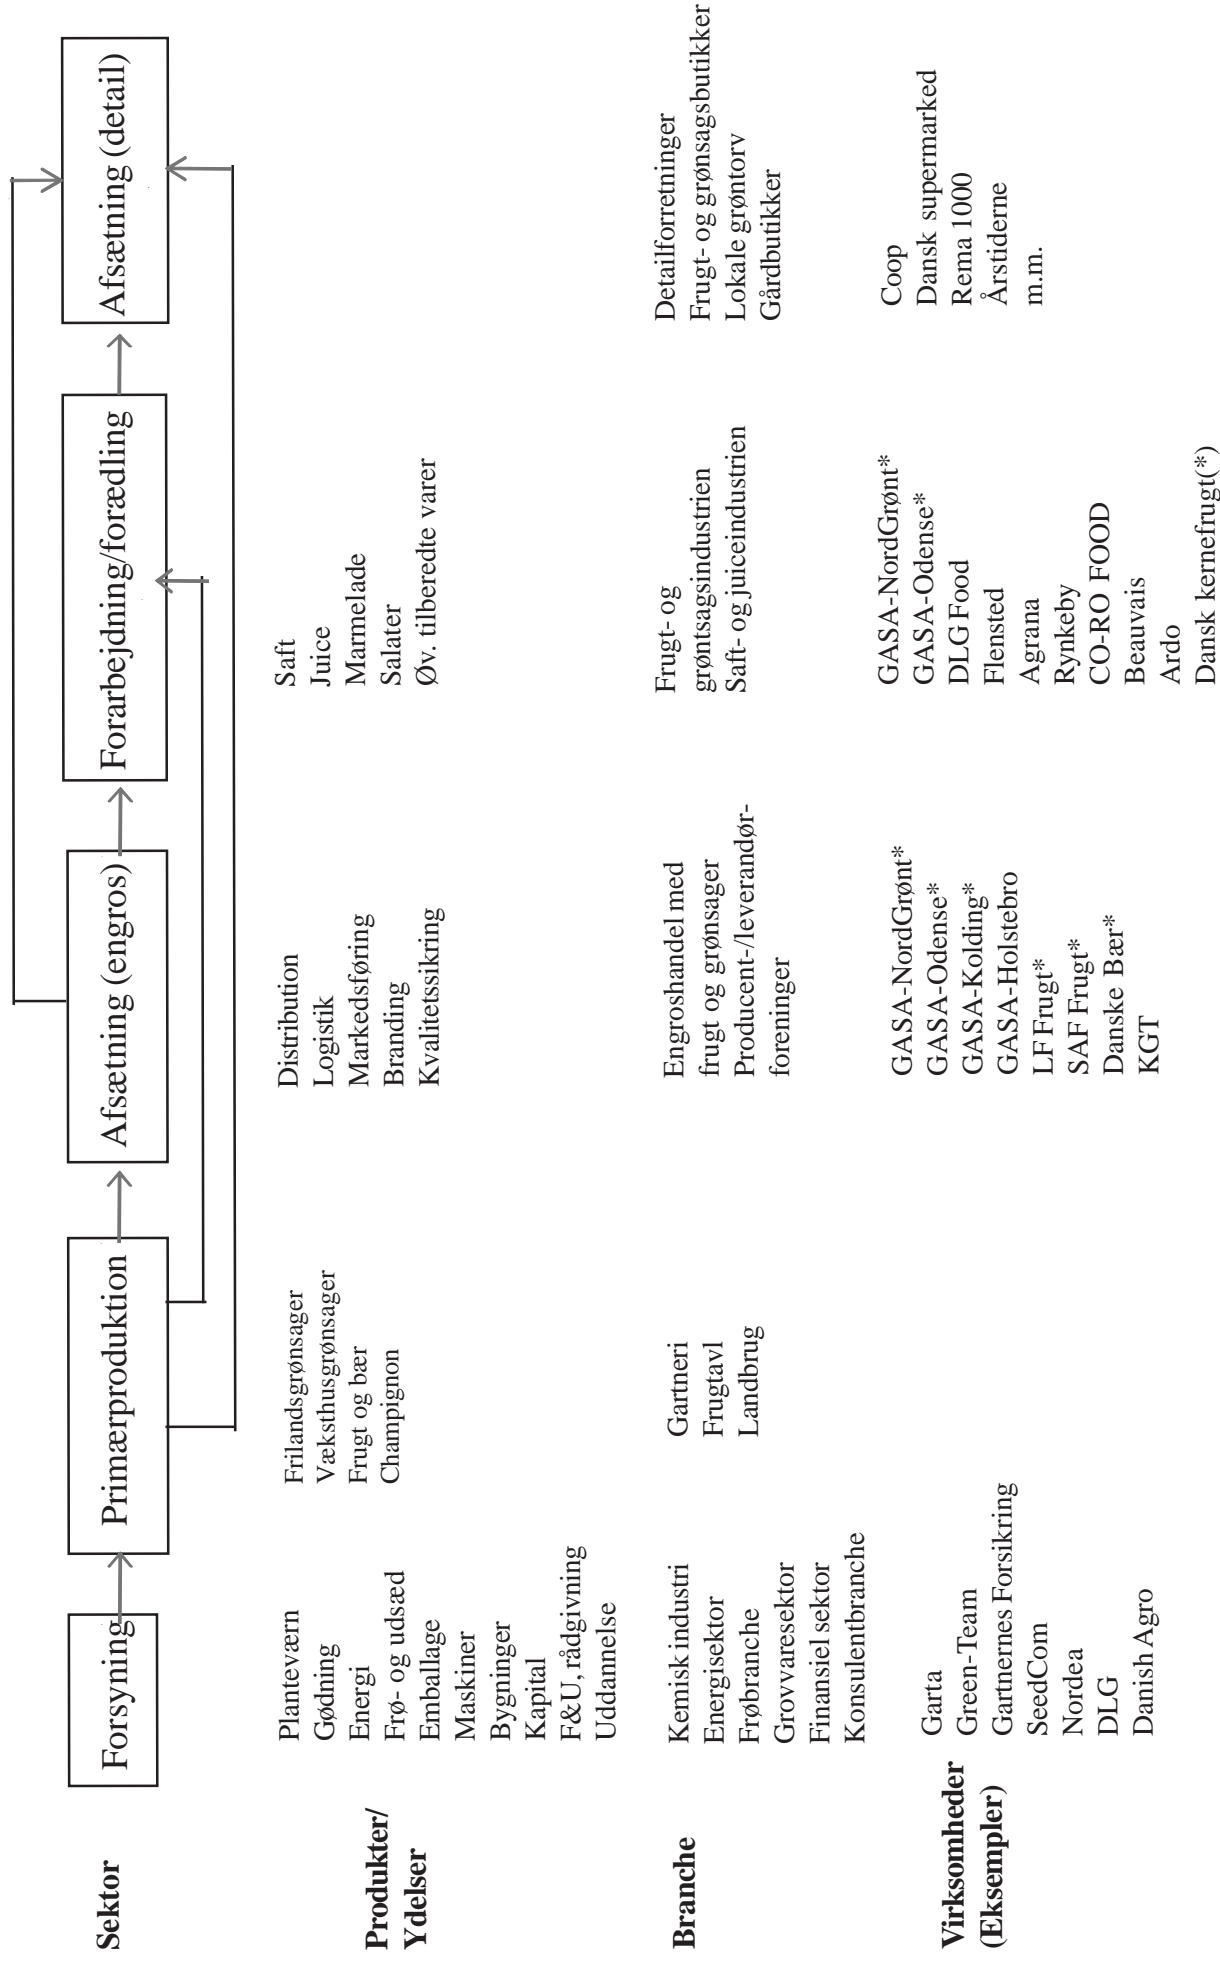 Sektor
Forsyning
Primærproduktion
Afsætning (engros)
Forarbejdning/forædling
Afsætning (detail)
Produkter/
Ydelser
Planteværn
Gødning
Energi
Frø- og udsæd
Emballage
Maskiner
Bygninger
Kapital
F&U, rådgivning
Uddannelse
Frilandsgrønsager
Væksthusgrønsager
Frugt og bær
Champignon
Distribution
Logistik
Markedsføring
Branding
Kvalitetssikring
Saft
Juice
Marmelade
Salater
Øv. tilberedte varer
Branche
Kemisk industri
Energisektor
Frøbranche
Grovvaresektor
Finansiel sektor
Konsulentbranche
Gartneri
Frugtavl
Landbrug
Engroshandel med
frugt og grønsager
Producent-/leverandør-
foreninger
Frugt- og
grøntsagsindustrien
Saft- og juiceindustrien
Detailforretninger
Frugt- og grønsagsbutikker
Lokale grøntorv
Gårdbutikker
Virksomheder
(Eksempler)
Garta
Green-Team
Gartnernes Forsikring
SeedCom
Nordea
DLG
Danish Agro
GASA-NordGrønt*
GASA-Odense*
GASA-Kolding*
GASA-Holstebro
LF Frugt*
SAF Frugt*
Danske Bær*
KGT
GASA-NordGrønt*
GASA-Odense*
DLG Food
Flensted
Agrana
Rynkeby
CO-RO FOOD
Beauvais
Ardo
Dansk kernefrugt(*)
Coop
Dansk supermarked
Rema 1000
Årstiderne
m.m.